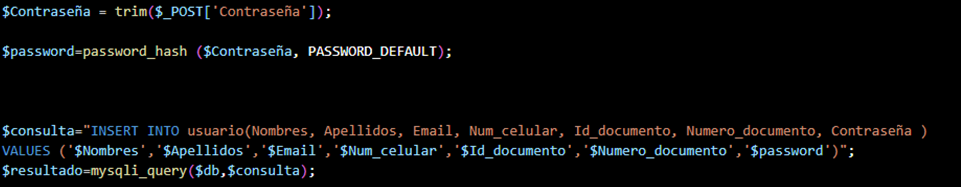 $Contraseña = trim($_POST['Contraseña']);
$password=password_hash ($Contraseña, PASSWORD_DEFAULT);
$consulta="INSERT INTO usuario(Nombres, Apellidos, Email, Num_celular, Id_documento, Numero_documento, Contraseña )
VALUES ('$Nombres','$Apellidos','$Email','$Num_celular','$Id_documento','$Numero_documento','$password')";
$resultado=mysqli_query($db,$consulta);